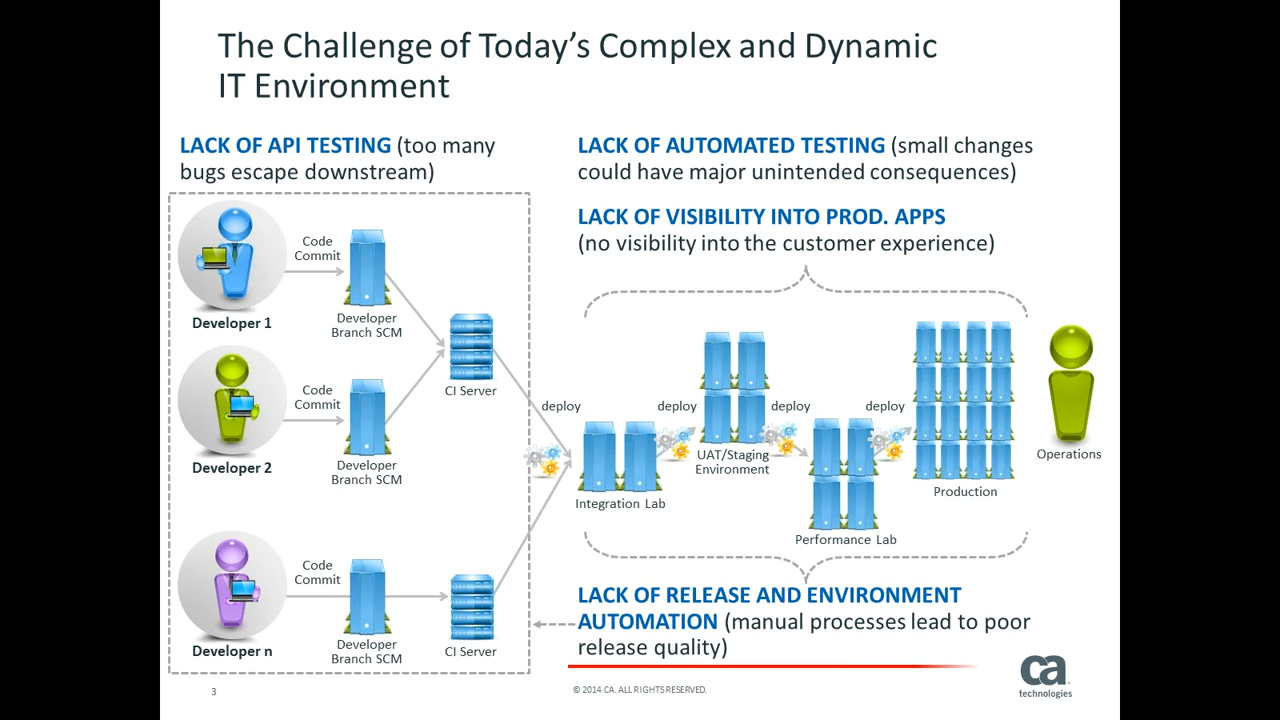 The Challenge of Today's Complex and Dynamic
IT Environment
LACK OF API TESTING (too many
bugs escape downstream)
LACK OF AUTOMATED TESTING (small changes
could have major unintended consequences)
LACK OF VISIBILITY INTO PROD. APPS
(no visibility into the customer experience)
Code
Commit
Developer 1
Developer
Branch SCM
Code
Commit
Developer 2
Developer
Branch SCM
CI Server
Code
Commit
Developer n
Developer
Branch SCM
CI Server
deploy
Integration Lab
deploy
UAT/Staging
Environment
deploy
Performance Lab
deploy
Production
Operations
LACK OF RELEASE AND ENVIRONMENT
AUTOMATION (manual processes lead to poor
release quality)
3
© 2014 CA. ALL RIGHTS RESERVED.
ca
technologies